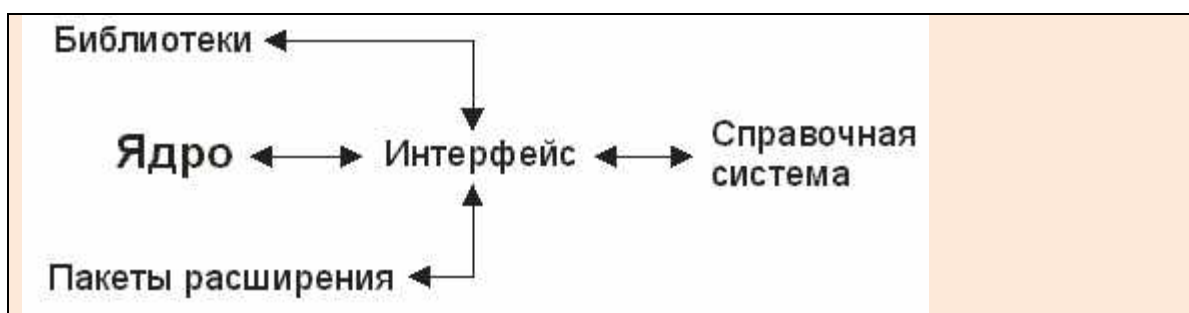 Библиотеки
Ядро
Интерфейс
Справочная
система
Пакеты расширения